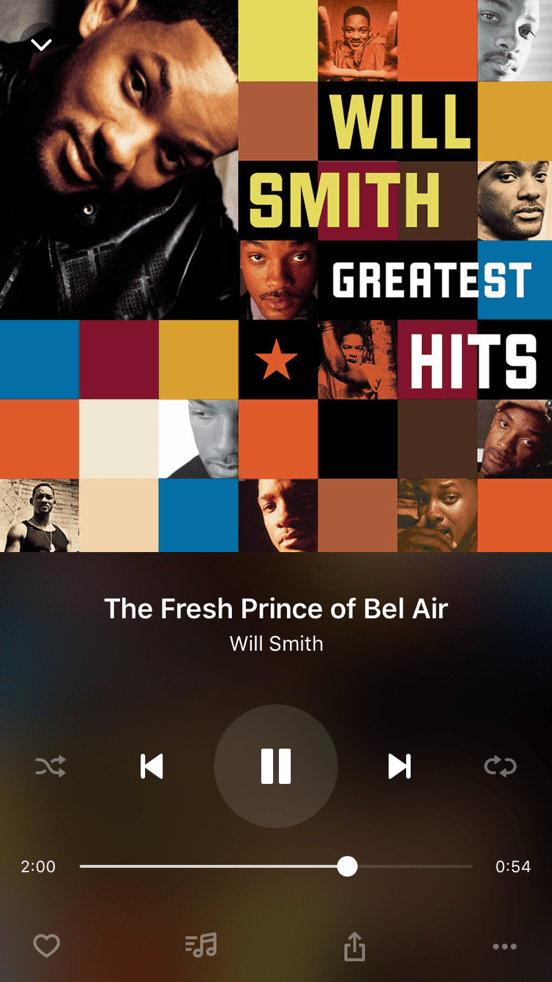 WILL
SMITH
GREATEST
HITS
The Fresh Prince of Bel Air
Will Smith
2:00
0:54